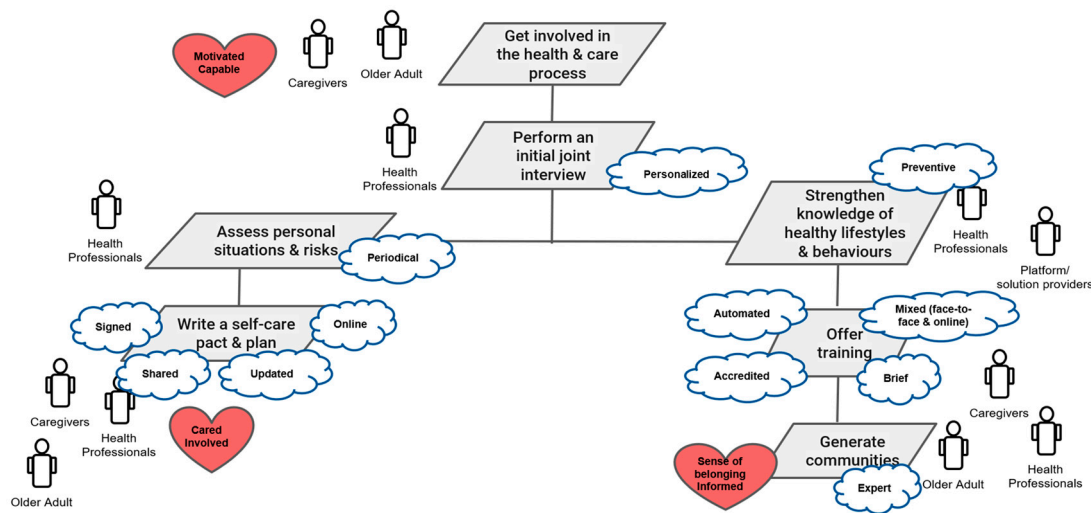 Get involved in
the health & care
process
Motivated
Capable
Caregivers
Older Adult
Perform an
initial joint
interview
Personalized
Health
Professionals
Preventive
Strengthen
knowledge of
healthy lifestyles
& behaviours
Health
Professionals
Platform/
solution providers
Health
Professionals
Assess personal
situations & risks
Periodical
Signed
Write a self-care
pact & plan
Online
Shared
Updated
Caregivers
Health
Professionals
Older Adult
Cared
Involved
Automated
Mixed (face-to-
face & online)
Offer
training
Accredited
Brief
Caregivers
Generate
communities
Sense of
belonging
Informed
Expert
Older Adult
Health
Professionals